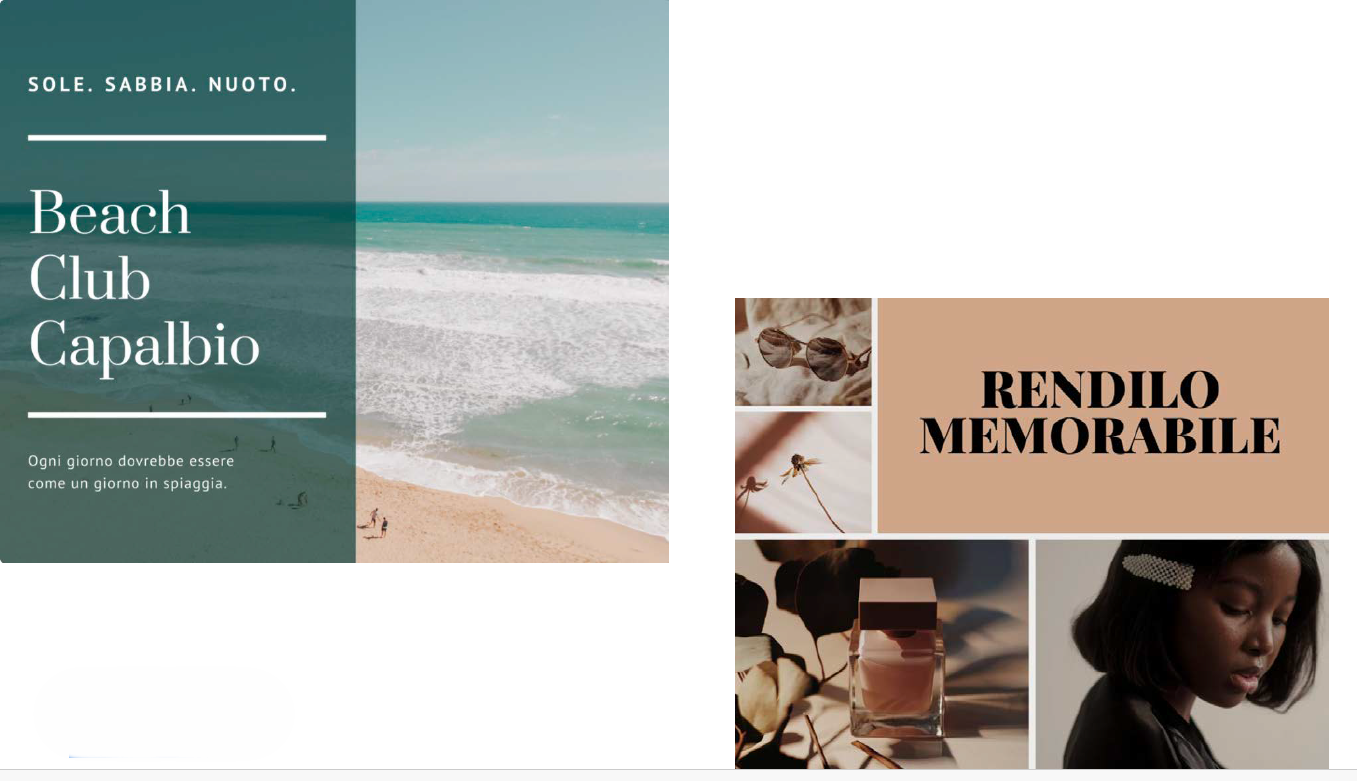 SOLE. SABBIA. NUOTO.
Beach
Club
Capalbio
Ogni giorno dovrebbe essere
come un giorno in spiaggia.
RENDILO
MEMORABILE